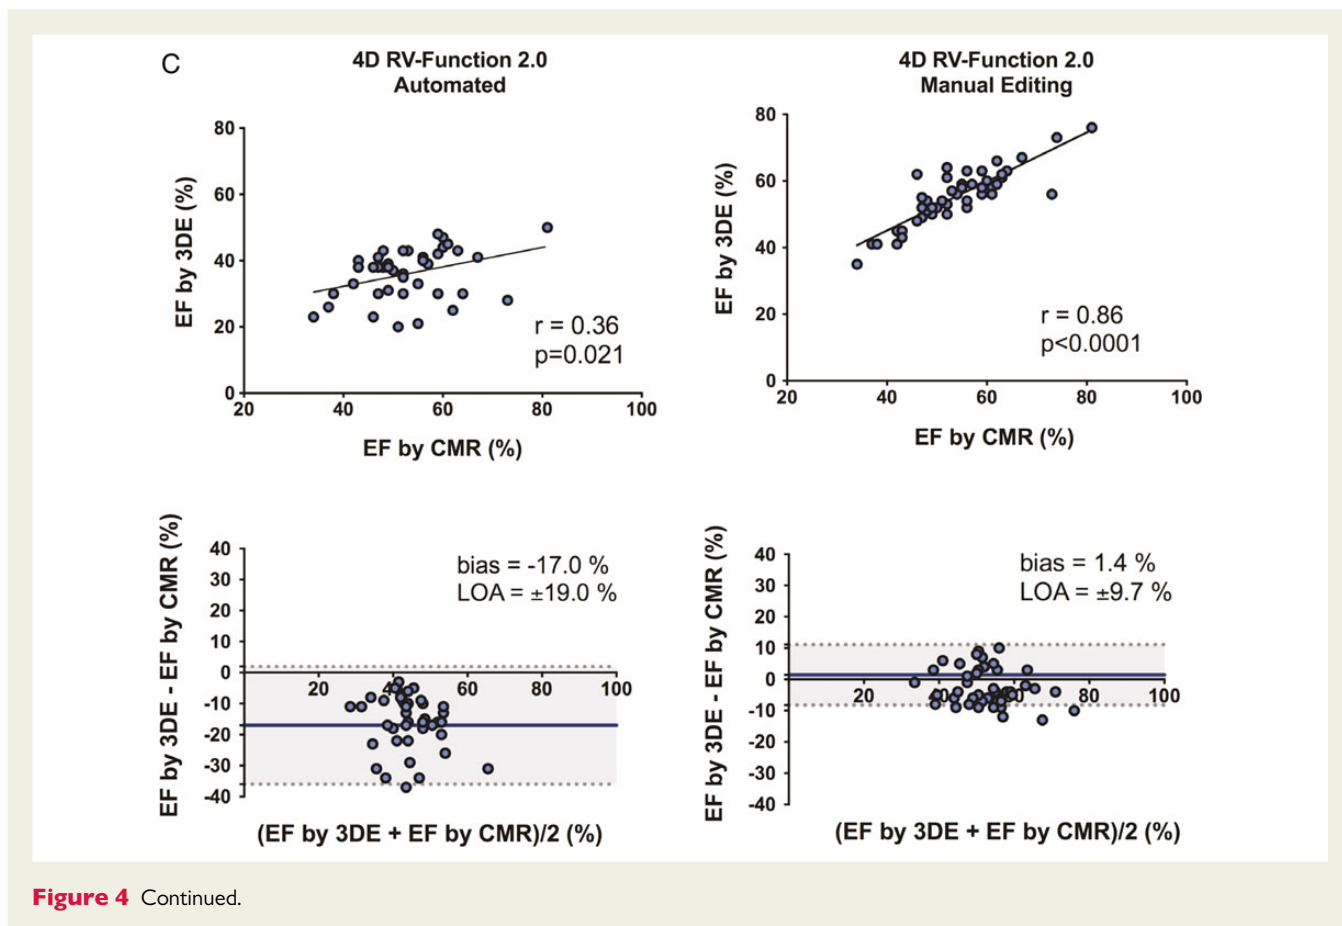 C
4D RV-Function 2.0
Automated
80
60
40
20
0
EF by 3DE (%)
r = 0.36
p=0.021
20 40 60 80 100
EF by CMR (%)
4D RV-Function 2.0
Manual Editing
80
60
40
20
0
EF by 3DE (%)
r = 0.86
p<0.0001
20 40 60 80 100
EF by CMR (%)
EF by 3DE - EF by CMR (%)
40
30
20
10
0
-10
-20
-30
-40
bias = -17.0 %
LOA = ±19.0 %
20 40 60 80 100
(EF by 3DE + EF by CMR)/2 (%)
EF by 3DE - EF by CMR (%)
40
30
20
10
0
-10
-20
-30
-40
bias = 1.4 %
LOA = ±9.7 %
20 40 60 80 100
(EF by 3DE + EF by CMR)/2 (%)
Figure 4 Continued.